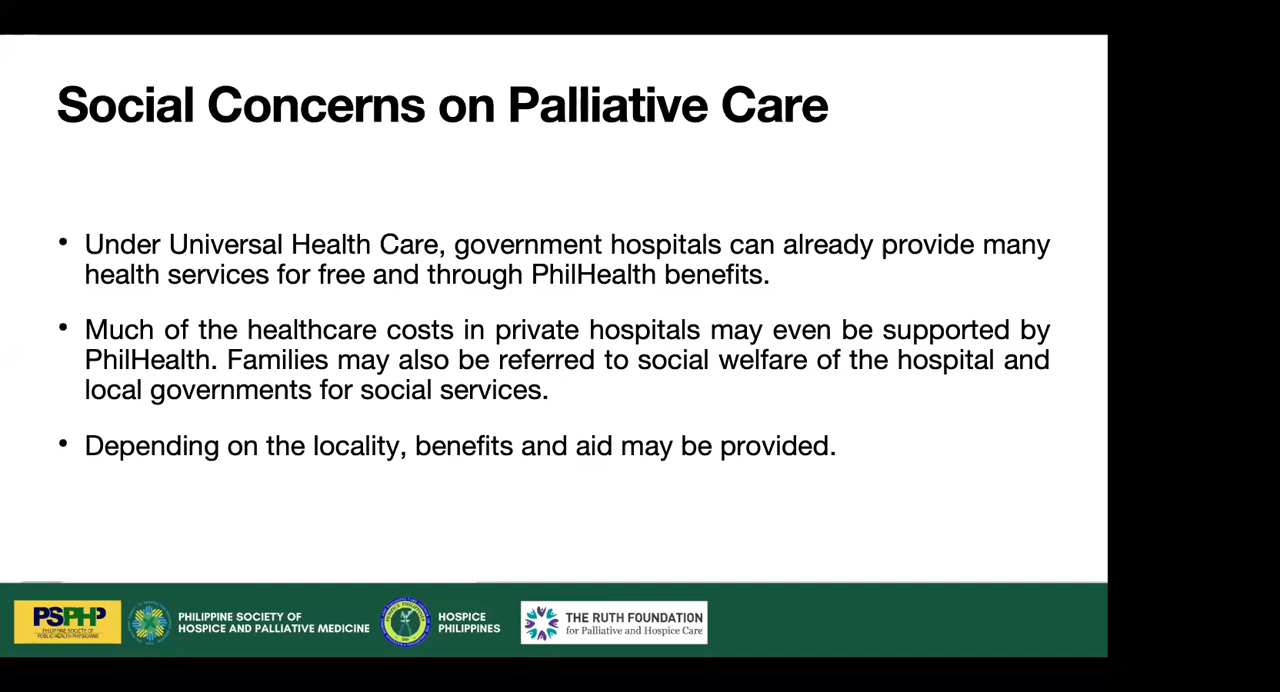 Social Concerns on Palliative Care
• Under Universal Health Care, government hospitals can already provide many
health services for free and through PhilHealth benefits.
• Much of the healthcare costs in private hospitals may even be supported by
PhilHealth. Families may also be referred to social welfare of the hospital and
local governments for social services.
• Depending on the locality, benefits and aid may be provided.
PSPHP
PHILIPPINE SOCIETY OF
PUBLIC HEALTH PHYSICIANS
PHILIPPINE SOCIETY OF
HOSPICE AND PALLIATIVE MEDICINE
HOSPICE
PHILIPPINES
THE RUTH FOUNDATION
for Palliative and Hospice Care